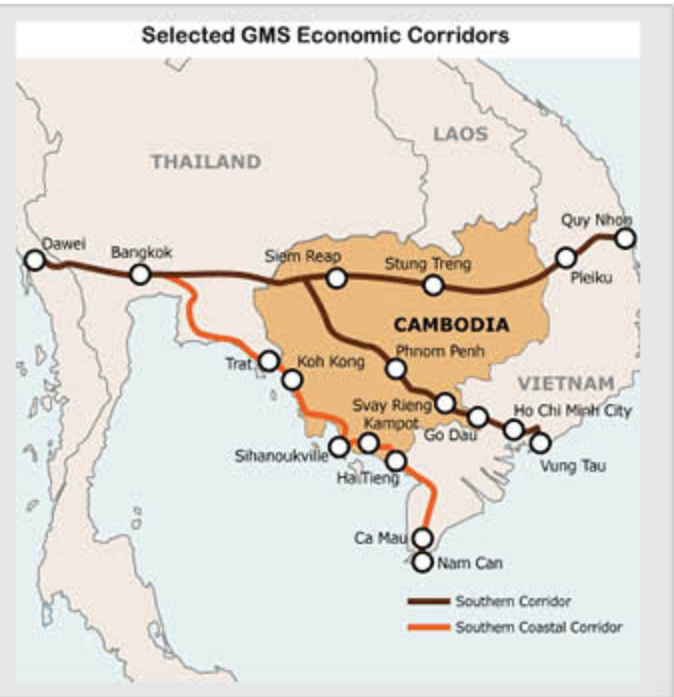 Selected GMS Economic Corridors
LAOS
THAILAND
Quy Nhon
Dawei
Bangkok
Siem Reap
Stung Treng
Pleiku
CAMBODIA
Phnom Penh
Trat
Koh Kong
VIETNAM
Svay Rieng
Ho Chi Minh City
Kampot
Go Dau
Sihanoukville
Vung Tau
HaiTieng
Ca Mau
Nam Can
Southern Corridor
Southern Coastal Corridor